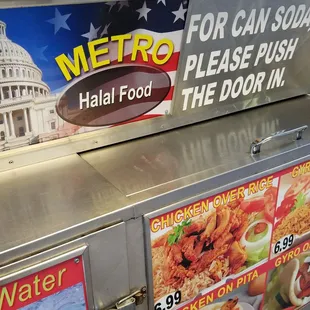 METRO
Halal Food
FOR CAN SODA
PLEASE PUSH
THE DOOR IN.
Water
CHICKEN OVER RICE
6.99
GYRO
6.99
CHICKEN ON PITA
GYRO O